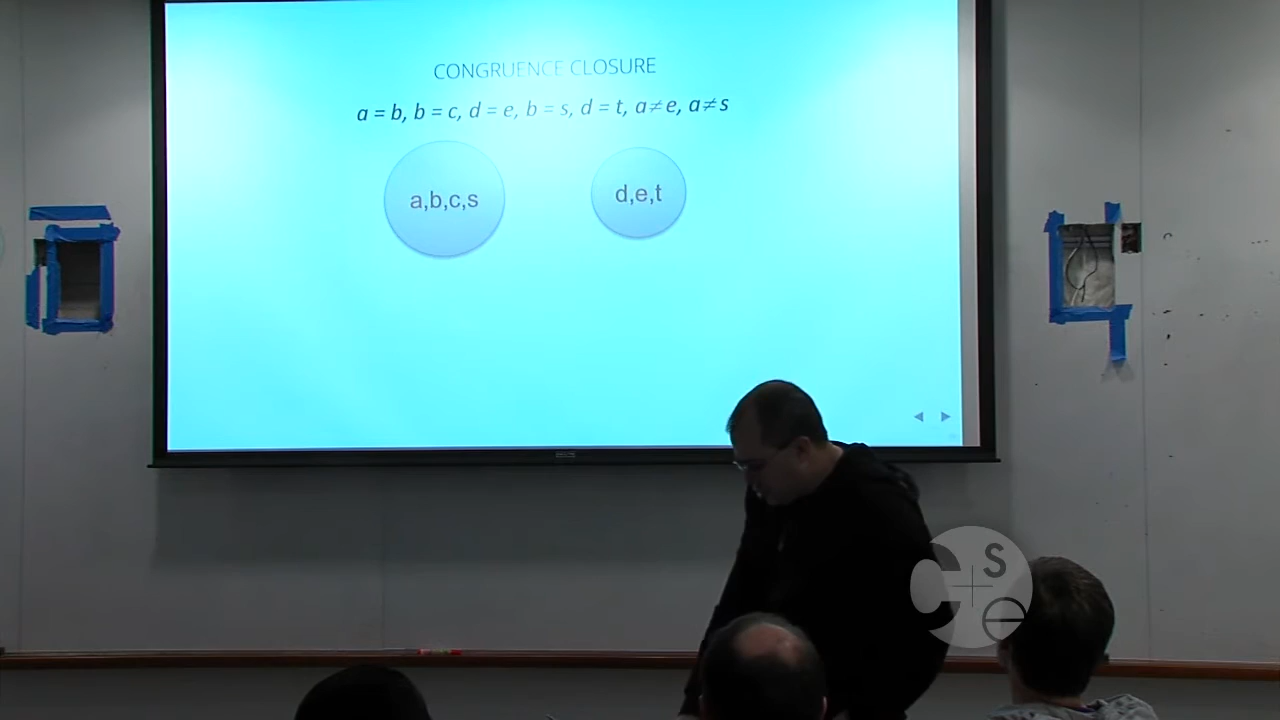 CONGRUENCE CLOSURE
a = b, b = c, d = e, b = s, d = t, a≠e, a≠s
a,b,c,s
d,e,t
c s
e